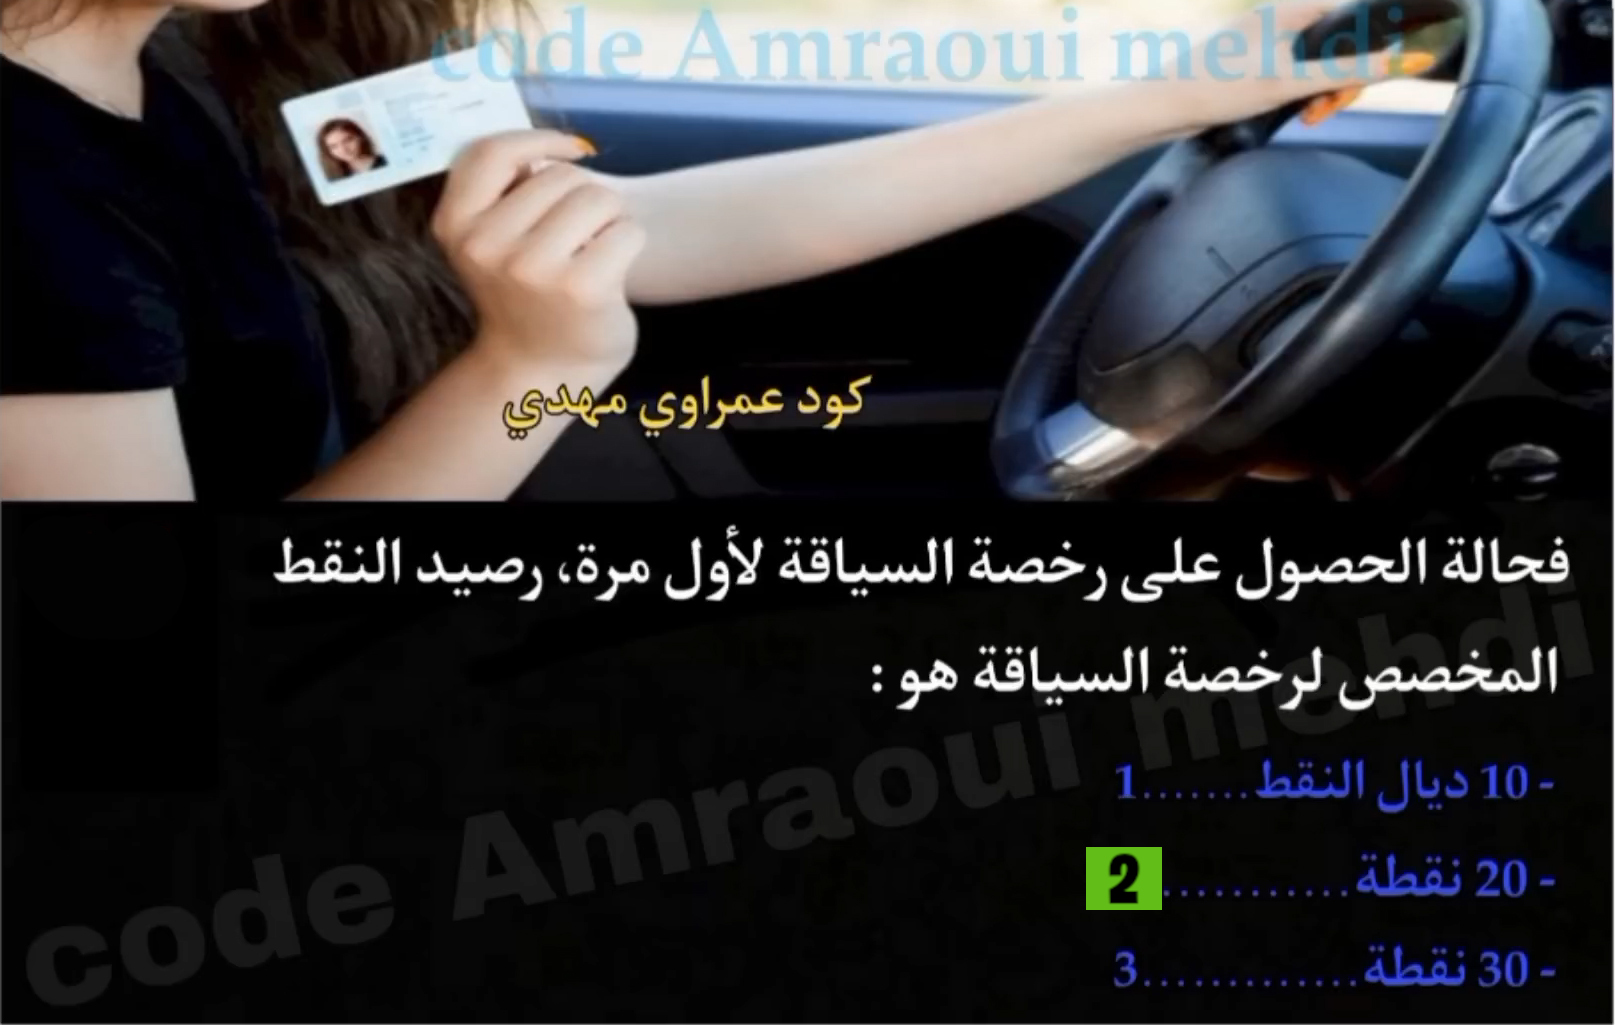 code Amraoui mehdi
كود عمراوي مهدي
فحالة الحصول على رخصة السياقة لأول مرة، رصيد النقط
المخصص لرخصة السياقة هو :
- 10 ديال النقط.......1
- 20 نقطة...........2
- 30 نقطة.............3
code Amraoui mehdi